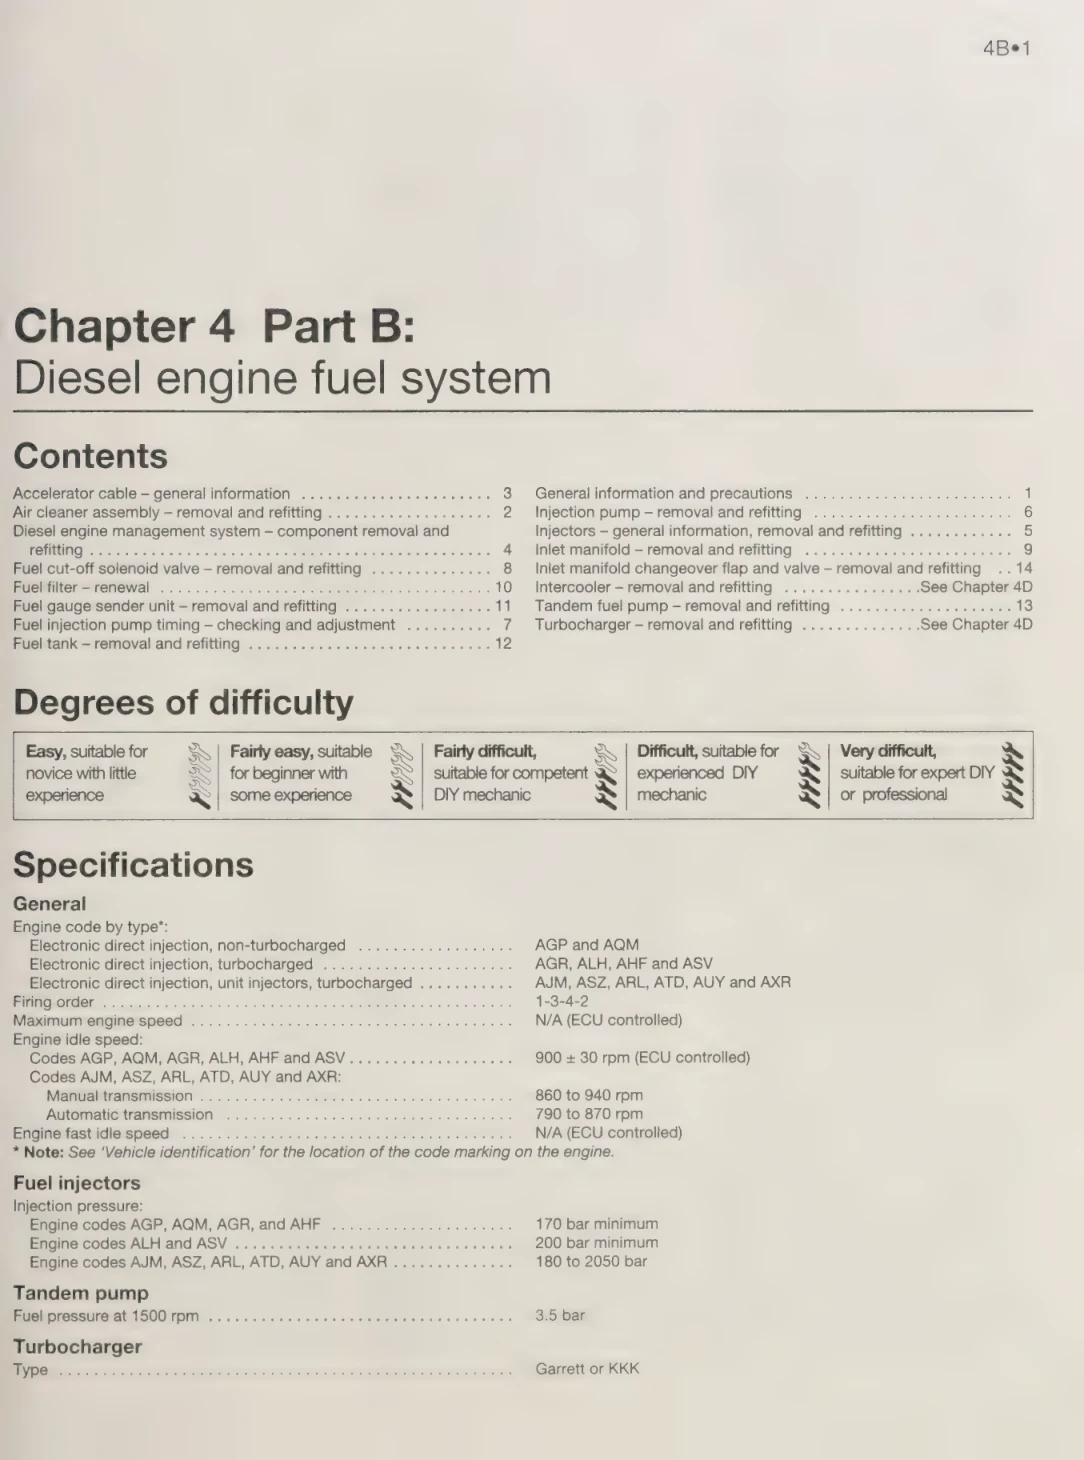 4B•1
Chapter 4 Part B:
Diesel engine fuel system
Contents
Accelerator cable – general information ...................... 3
Air cleaner assembly – removal and refitting ................... 2
Diesel engine management system – component removal and
refitting .............................................. 4
Fuel cut-off solenoid valve – removal and refitting .............. 8
Fuel filter – renewal ...................................... 10
Fuel gauge sender unit – removal and refitting ................. 11
Fuel injection pump timing – checking and adjustment .......... 7
Fuel tank – removal and refitting ............................ 12
General information and precautions ........................ 1
Injection pump – removal and refitting ....................... 6
Injectors – general information, removal and refitting ............ 5
Inlet manifold – removal and refitting ........................ 9
Inlet manifold changeover flap and valve – removal and refitting .. 14
Intercooler – removal and refitting ................See Chapter 4D
Tandem fuel pump – removal and refitting .................... 13
Turbocharger – removal and refitting ..............See Chapter 4D
Degrees of difficulty
Easy, suitable for
novice with little
experience
Fairly easy, suitable
for beginner with
some experience
Fairly difficult,
suitable for competent
DIY mechanic
Difficult, suitable for
experienced DIY
mechanic
Very difficult,
suitable for expert DIY
or professional
Specifications
General
Engine code by type*:
Electronic direct injection, non-turbocharged .................. AGP and AQM
Electronic direct injection, turbocharged ...................... AGR, ALH, AHF and ASV
Electronic direct injection, unit injectors, turbocharged ........... AJM, ASZ, ARL, ATD, AUY and AXR
Firing order ............................................... 1-3-4-2
Maximum engine speed ..................................... N/A (ECU controlled)
Engine idle speed:
Codes AGP, AQM, AGR, ALH, AHF and ASV ................... 900 ± 30 rpm (ECU controlled)
Codes AJM, ASZ, ARL, ATD, AUY and AXR:
Manual transmission .................................... 860 to 940 rpm
Automatic transmission ................................. 790 to 870 rpm
Engine fast idle speed ...................................... N/A (ECU controlled)
* Note: See 'Vehicle identification' for the location of the code marking on the engine.
Fuel injectors
Injection pressure:
Engine codes AGP, AQM, AGR, and AHF ..................... 170 bar minimum
Engine codes ALH and ASV ................................ 200 bar minimum
Engine codes AJM, ASZ, ARL, ATD, AUY and AXR .............. 180 to 2050 bar
Tandem pump
Fuel pressure at 1500 rpm ................................... 3.5 bar
Turbocharger
Type .................................................... Garrett or KKK